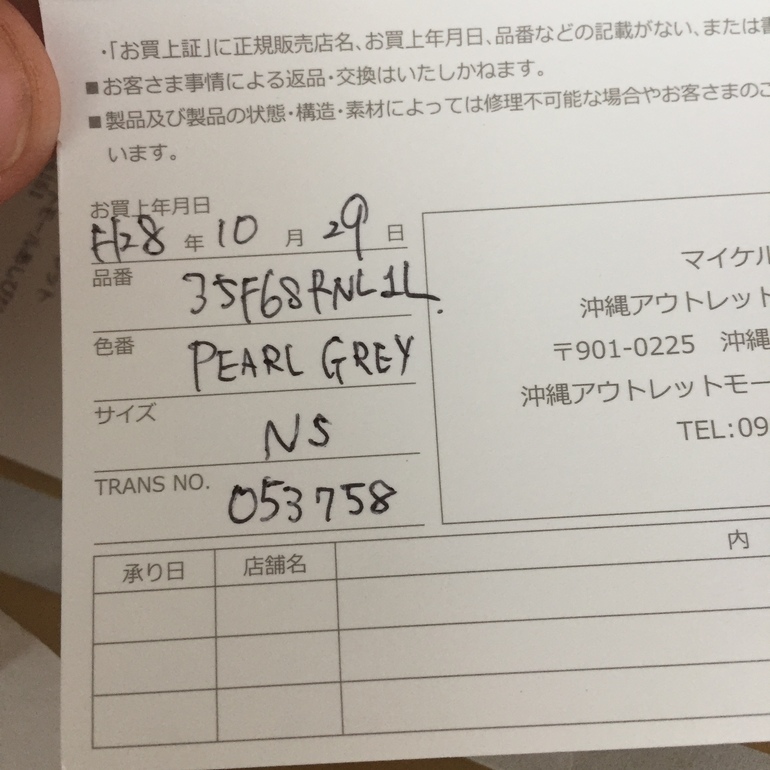 ・「お買上証」に正規販売店名、お買上年月日、品番などの記載がない、または
■お客さま事情による返品・交換はいたしかねます。
■製品及び製品の状態・構造・素材によっては修理不可能な場合やお客さまのご
います。
お買上年月日
H28 年 10 月 29 日
品番 35F6SRNL1L
色番 PEARL GREY
サイズ NS
TRANS NO. 053758
マイケル
沖縄アウトレット
〒901-0225 沖縄
沖縄アウトレットモー
TEL:09
内
承り日 店舗名